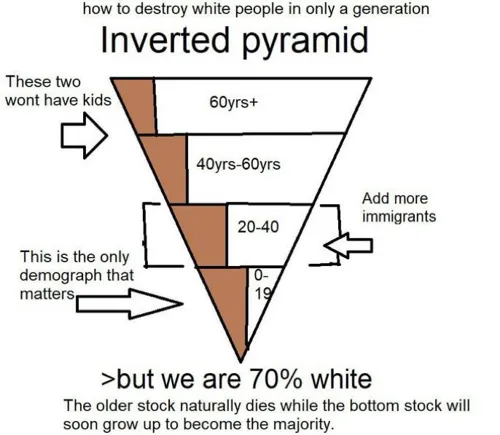 how to destroy white people in only a generation
Inverted pyramid
These two
wont have kids
60yrs+
40yrs-60yrs
Add more
immigrants
20-40
This is the only
demograph that
matters
0-
19
>but we are 70% white
The older stock naturally dies while the bottom stock will
soon grow up to become the majority.